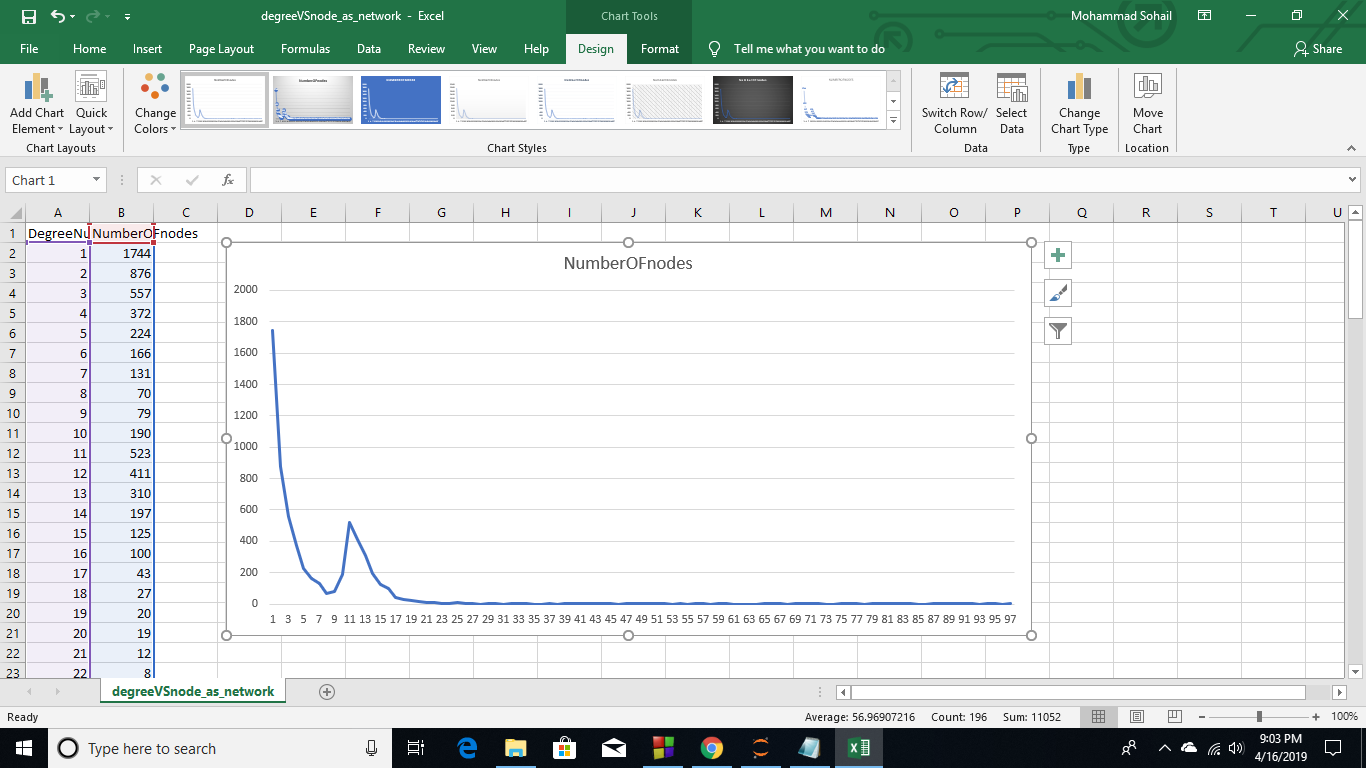 degreeVSnode_as_network - Excel
Chart Tools
Mohammad Sohail
File Home Insert Page Layout Formulas Data Review View Help Design Format Tell me what you want to do Share
Add Chart Element
Quick Layout
Change Colors
Switch Row/ Column
Select Data
Change Chart Type
Move Chart
Chart Layouts
Chart Styles
Data
Type
Location
Chart 1
fx
A B C D E F G H I J K L M N O P Q R S T U
1 DegreeNu NumberOFnodes
2 1 1744
3 2 876
4 3 557
5 4 372
6 5 224
7 6 166
8 7 131
9 8 70
10 9 79
11 10 190
12 11 523
13 12 411
14 13 310
15 14 197
16 15 125
17 16 100
18 17 43
19 18 27
20 19 20
21 20 19
22 21 12
23 22 8
NumberOFnodes
2000
1800
1600
1400
1200
1000
800
600
400
200
0
1 3 5 7 9 11 13 15 17 19 21 23 25 27 29 31 33 35 37 39 41 43 45 47 49 51 53 55 57 59 61 63 65 67 69 71 73 75 77 79 81 83 85 87 89 91 93 95 97
degreeVSnode_as_network
Ready
Average: 56.96907216 Count: 196 Sum: 11052
100%
Type here to search
9:03 PM
4/16/2019